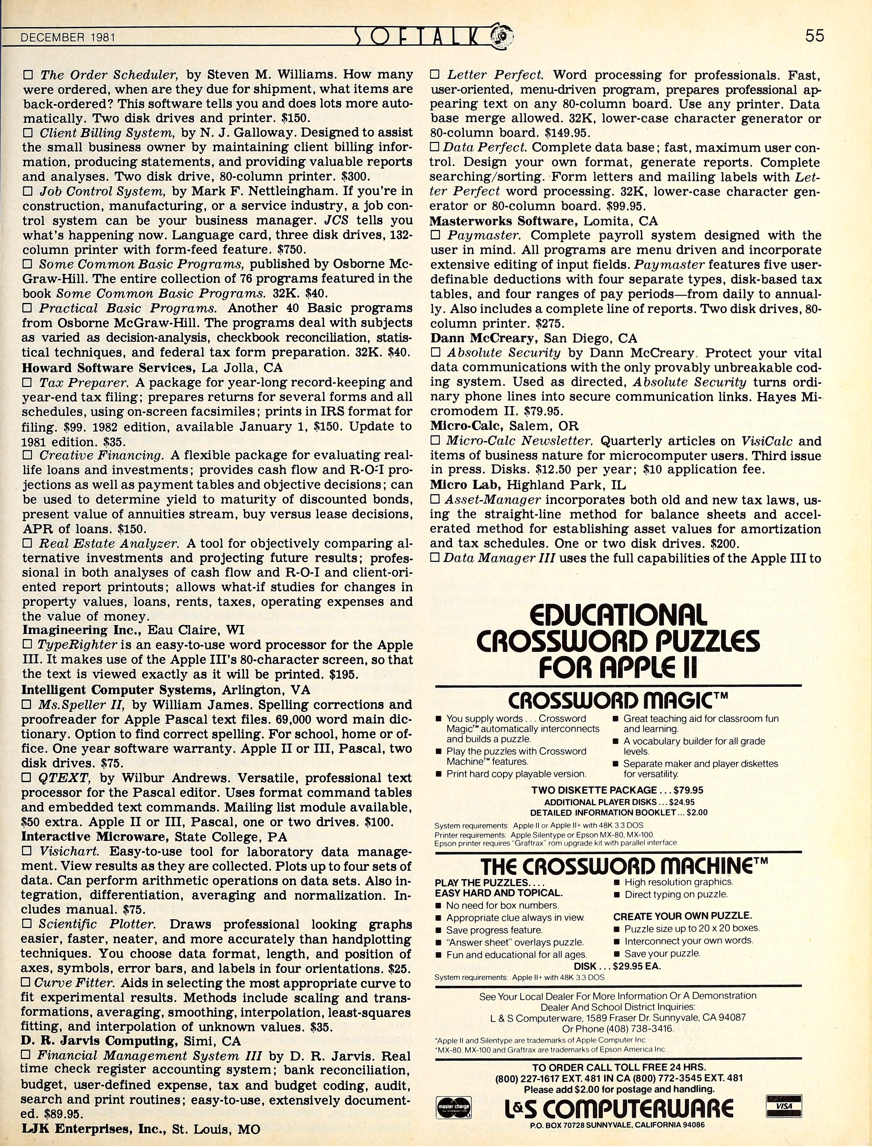 DECEMBER 1981
SOFTALK
55
□ The Order Scheduler, by Steven M. Williams. How many
were ordered, when are they due for shipment, what items are
back-ordered? This software tells you and does lots more auto-
matically. Two disk drives and printer. $150.
□ Client Billing System, by N. J. Galloway. Designed to assist
the small business owner by maintaining client billing infor-
mation, producing statements, and providing valuable reports
and analyses. Two disk drive, 80-column printer. $300.
□ Job Control System, by Mark F. Nettleingham. If you're in
construction, manufacturing, or a service industry, a job con-
trol system can be your business manager. JCS tells you
what's happening now. Language card, three disk drives, 132-
column printer with form-feed feature. $750.
□ Some Common Basic Programs, published by Osborne Mc-
Graw-Hill. The entire collection of 76 programs featured in the
book Some Common Basic Programs. 32K. $40.
□ Practical Basic Programs. Another 40 Basic programs
from Osborne McGraw-Hill. The programs deal with subjects
as varied as decision-analysis, checkbook reconciliation, statis-
tical techniques, and federal tax form preparation. 32K. $40.
Howard Software Services, La Jolla, CA
□ Tax Preparer. A package for year-long record-keeping and
year-end tax filing; prepares returns for several forms and all
schedules, using on-screen facsimiles; prints in IRS format for
filing. $99. 1982 edition, available January 1, $150. Update to
1981 edition. $35.
□ Creative Financing. A flexible package for evaluating real-
life loans and investments; provides cash flow and R-O-I pro-
jections as well as payment tables and objective decisions; can
be used to determine yield to maturity of discounted bonds,
present value of annuities stream, buy versus lease decisions,
APR of loans. $150.
□ Real Estate Analyzer. A tool for objectively comparing al-
ternative investments and projecting future results; profes-
sional in both analyses of cash flow and R-O-I and client-ori-
ented report printouts; allows what-if studies for changes in
property values, loans, rents, taxes, operating expenses and
the value of money.
Imagineering Inc., Eau Claire, WI
□ TypeRighter is an easy-to-use word processor for the Apple
III. It makes use of the Apple III's 80-character screen, so that
the text is viewed exactly as it will be printed. $195.
Intelligent Computer Systems, Arlington, VA
□ Ms.Speller II, by William James. Spelling corrections and
proofreader for Apple Pascal text files. 69,000 word main dic-
tionary. Option to find correct spelling. For school, home or of-
fice. One year software warranty. Apple II or III, Pascal, two
disk drives. $75.
□ QTEXT, by Wilbur Andrews. Versatile, professional text
processor for the Pascal editor. Uses format command tables
and embedded text commands. Mailing list module available,
$50 extra. Apple II or III, Pascal, one or two drives. $100.
Interactive Microware, State College, PA
□ Visichart. Easy-to-use tool for laboratory data manage-
ment. View results as they are collected. Plots up to four sets of
data. Can perform arithmetic operations on data sets. Also in-
tegration, differentiation, averaging and normalization. In-
cludes manual. $75.
□ Scientific Plotter. Draws professional looking graphs
easier, faster, neater, and more accurately than handplotting
techniques. You choose data format, length, and position of
axes, symbols, error bars, and labels in four orientations. $25.
□ Curve Fitter. Aids in selecting the most appropriate curve to
fit experimental results. Methods include scaling and trans-
formations, averaging, smoothing, interpolation, least-squares
fitting, and interpolation of unknown values. $35.
D. R. Jarvis Computing, Simi, CA
□ Financial Management System III by D. R. Jarvis. Real
time check register accounting system; bank reconciliation,
budget, user-defined expense, tax and budget coding, audit,
search and print routines; easy-to-use, extensively document-
ed. $89.95.
LJK Enterprises, Inc., St. Louis, MO
□ Letter Perfect. Word processing for professionals. Fast,
user-oriented, menu-driven program, prepares professional ap-
pearing text on any 80-column board. Use any printer. Data
base merge allowed. 32K, lower-case character generator or
80-column board. $149.95.
□ Data Perfect. Complete data base; fast, maximum user con-
trol. Design your own format, generate reports. Complete
searching/sorting. Form letters and mailing labels with Let-
ter Perfect word processing. 32K, lower-case character gen-
erator or 80-column board. $99.95.
Masterworks Software, Lomita, CA
□ Paymaster. Complete payroll system designed with the
user in mind. All programs are menu driven and incorporate
extensive editing of input fields. Paymaster features five user-
definable deductions with four separate types, disk-based tax
tables, and four ranges of pay periods—from daily to annual-
ly. Also includes a complete line of reports. Two disk drives, 80-
column printer. $275.
Dann McCreary, San Diego, CA
□ Absolute Security by Dann McCreary. Protect your vital
data communications with the only provably unbreakable cod-
ing system. Used as directed, Absolute Security turns ordi-
nary phone lines into secure communication links. Hayes Mi-
cromodem II. $79.95.
Micro-Calc, Salem, OR
□ Micro-Calc Newsletter. Quarterly articles on VisiCalc and
items of business nature for microcomputer users. Third issue
in press. Disks. $12.50 per year; $10 application fee.
Micro Lab, Highland Park, IL
□ Asset-Manager incorporates both old and new tax laws, us-
ing the straight-line method for balance sheets and accel-
erated method for establishing asset values for amortization
and tax schedules. One or two disk drives. $200.
□ Data Manager III uses the full capabilities of the Apple III to
EDUCATIONAL
CROSSWORD PUZZLES
FOR APPLE II
CROSSWORD MAGIC™
■ You supply words . . . Crossword
Magic™ automatically interconnects
and builds a puzzle.
■ Play the puzzles with Crossword
Machine™ features.
■ Print hard copy playable version.
■ Great teaching aid for classroom fun
and learning.
■ A vocabulary builder for all grade
levels.
■ Separate maker and player diskettes
for versatility.
TWO DISKETTE PACKAGE . . . $79.95
ADDITIONAL PLAYER DISKS . . . $24.95
DETAILED INFORMATION BOOKLET . . . $2.00
System requirements: Apple II or Apple II+ with 48K 3.3 DOS
Printer requirements: Apple Silentype or Epson MX-80, MX-100.
Epson printer requires "Graftrax" rom upgrade kit with parallel interface.
THE CROSSWORD MACHINE™
PLAY THE PUZZLES. . . .
EASY HARD AND TOPICAL.
■ No need for box numbers.
■ Appropriate clue always in view.
■ Save progress feature.
■ "Answer sheet" overlays puzzle.
■ Fun and educational for all ages.
■ High resolution graphics.
■ Direct typing on puzzle.
CREATE YOUR OWN PUZZLE.
■ Puzzle size up to 20 x 20 boxes.
■ Interconnect your own words.
■ Save your puzzle.
DISK . . . $29.95 EA.
System requirements: Apple II+ with 48K 3.3 DOS
See Your Local Dealer For More Information Or A Demonstration
Dealer And School District Inquiries:
L & S Computerware, 1589 Fraser Dr. Sunnyvale, CA 94087
Or Phone (408) 738-3416.
*Apple II and Silentype are trademarks of Apple Computer Inc.
*MX-80, MX-100 and Graftrax are trademarks of Epson America Inc.
TO ORDER CALL TOLL FREE 24 HRS.
(800) 227-1617 EXT. 481 IN CA (800) 772-3545 EXT. 481
Please add $2.00 for postage and handling.
master charge
L&S COMPUTERWARE
VISA
P.O. BOX 70728 SUNNYVALE, CALIFORNIA 94086